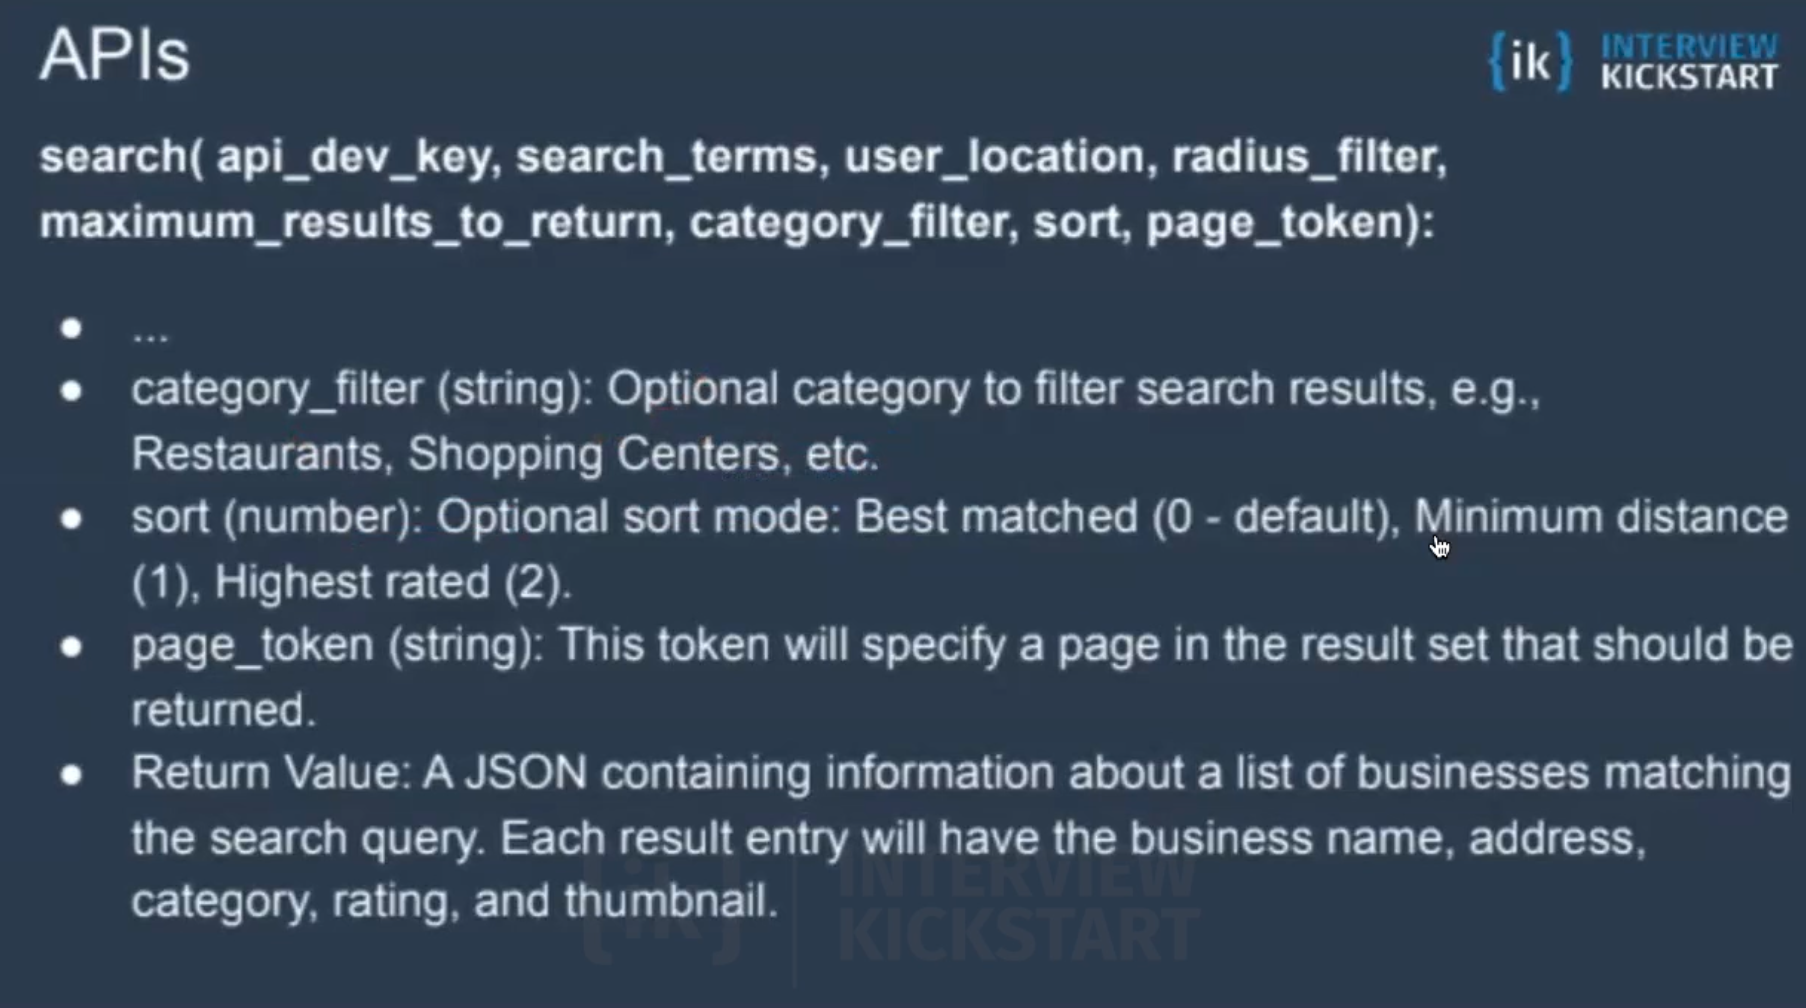 APIs
{ik} INTERVIEW
KICKSTART
search( api_dev_key, search_terms, user_location, radius_filter,
maximum_results_to_return, category_filter, sort, page_token):
● ...
● category_filter (string): Optional category to filter search results, e.g.,
Restaurants, Shopping Centers, etc.
● sort (number): Optional sort mode: Best matched (0 - default), Minimum distance
(1), Highest rated (2).
● page_token (string): This token will specify a page in the result set that should be
returned.
● Return Value: A JSON containing information about a list of businesses matching
the search query. Each result entry will have the business name, address,
category, rating, and thumbnail.
{ik} INTERVIEW
KICKSTART